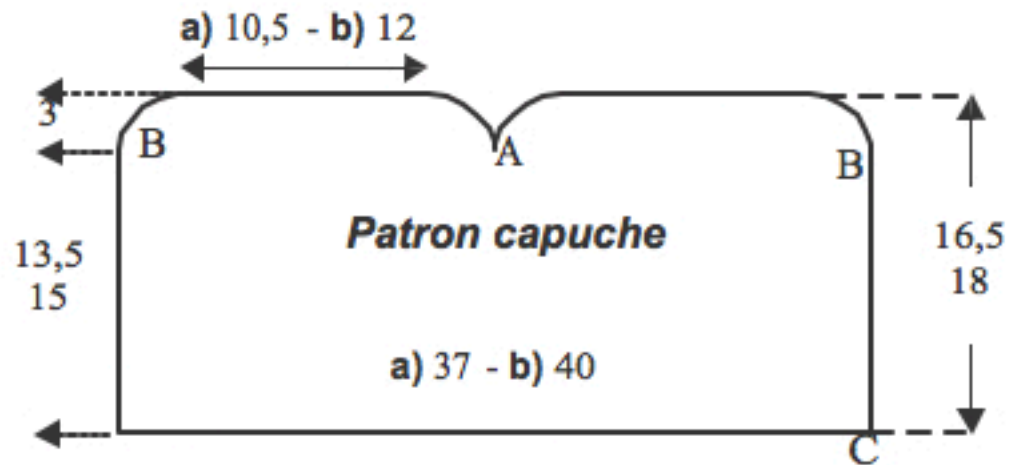 a) 10,5 - b) 12
3
B
A
B
Patron capuche
13,5
15
16,5
18
a) 37 - b) 40
C